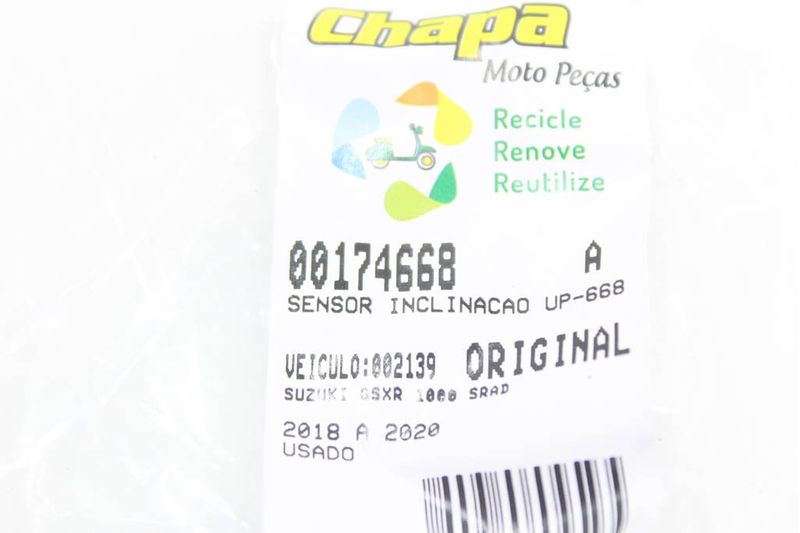 Chapa
Moto Peças
Recicle
Renove
Reutilize
00174668 A
SENSOR INCLINACAO UP-668
VEICULO:002139 ORIGINAL
SUZUKI GSXR 1000 SRAD
2018 A 2020
USADO